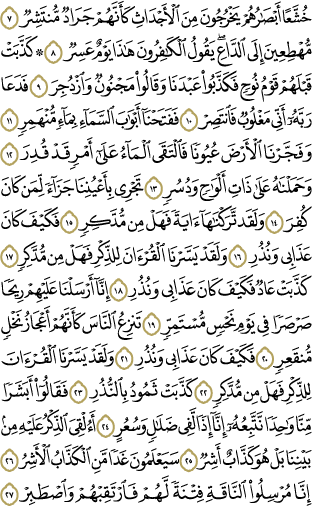 خُشَّعًا أَبْصَٰرُهُمْ يَخْرُجُونَ مِنَ ٱلْأَجْدَاثِ كَأَنَّهُمْ جَرَادٌ مُّنتَشِرٌ ٧
مُّهْطِعِينَ إِلَى ٱلدَّاعِ ۖ يَقُولُ ٱلْكَٰفِرُونَ هَٰذَا يَوْمٌ عَسِرٌ ٨ ۞ كَذَّبَتْ
قَبْلَهُمْ قَوْمُ نُوحٍ فَكَذَّبُوا۟ عَبْدَنَا وَقَالُوا۟ مَجْنُونٌ وَٱزْدُجِرَ ٩ فَدَعَا
رَبَّهُۥٓ أَنِّى مَغْلُوبٌ فَٱنتَصِرْ ١٠ فَفَتَحْنَآ أَبْوَٰبَ ٱلسَّمَآءِ بِمَآءٍ مُّنْهَمِرٍ ١١
وَفَجَّرْنَا ٱلْأَرْضَ عُيُونًا فَٱلْتَقَى ٱلْمَآءُ عَلَىٰٓ أَمْرٍ قَدْ قُدِرَ ١٢
وَحَمَلْنَٰهُ عَلَىٰ ذَاتِ أَلْوَٰحٍ وَدُسُرٍ ١٣ تَجْرِى بِأَعْيُنِنَا جَزَآءً لِّمَن كَانَ
كُفِرَ ١٤ وَلَقَد تَّرَكْنَٰهَآ ءَايَةً فَهَلْ مِن مُّدَّكِرٍ ١٥ فَكَيْفَ كَانَ
عَذَابِى وَنُذُرِ ١٦ وَلَقَدْ يَسَّرْنَا ٱلْقُرْءَانَ لِلذِّكْرِ فَهَلْ مِن مُّدَّكِرٍ ١٧
كَذَّبَتْ عَادٌ فَكَيْفَ كَانَ عَذَابِى وَنُذُرِ ١٨ إِنَّآ أَرْسَلْنَا عَلَيْهِمْ رِيحًا
صَرْصَرًا فِى يَوْمِ نَحْسٍ مُّسْتَمِرٍّ ١٩ تَنزِعُ ٱلنَّاسَ كَأَنَّهُمْ أَعْجَازُ نَخْلٍ
مُّنقَعِرٍ ٢٠ فَكَيْفَ كَانَ عَذَابِى وَنُذُرِ ٢١ وَلَقَدْ يَسَّرْنَا ٱلْقُرْءَانَ
لِلذِّكْرِ فَهَلْ مِن مُّدَّكِرٍ ٢٢ كَذَّبَتْ ثَمُودُ بِٱلنُّذُرِ ٢٣ فَقَالُوٓا۟ أَبَشَرًا
مِّنَّا وَٰحِدًا نَّتَّبِعُهُۥٓ إِنَّآ إِذًا لَّفِى ضَلَٰلٍ وَسُعُرٍ ٢٤ أَءُلْقِىَ ٱلذِّكْرُ عَلَيْهِ مِنۢ
بَيْنِنَا بَلْ هُوَ كَذَّابٌ أَشِرٌ ٢٥ سَيَعْلَمُونَ غَدًا مَّنِ ٱلْكَذَّابُ ٱلْأَشِرُ ٢٦
إِنَّا مُرْسِلُوا۟ ٱلنَّاقَةِ فِتْنَةً لَّهُمْ فَٱرْتَقِبْهُمْ وَٱصْطَبِرْ ٢٧